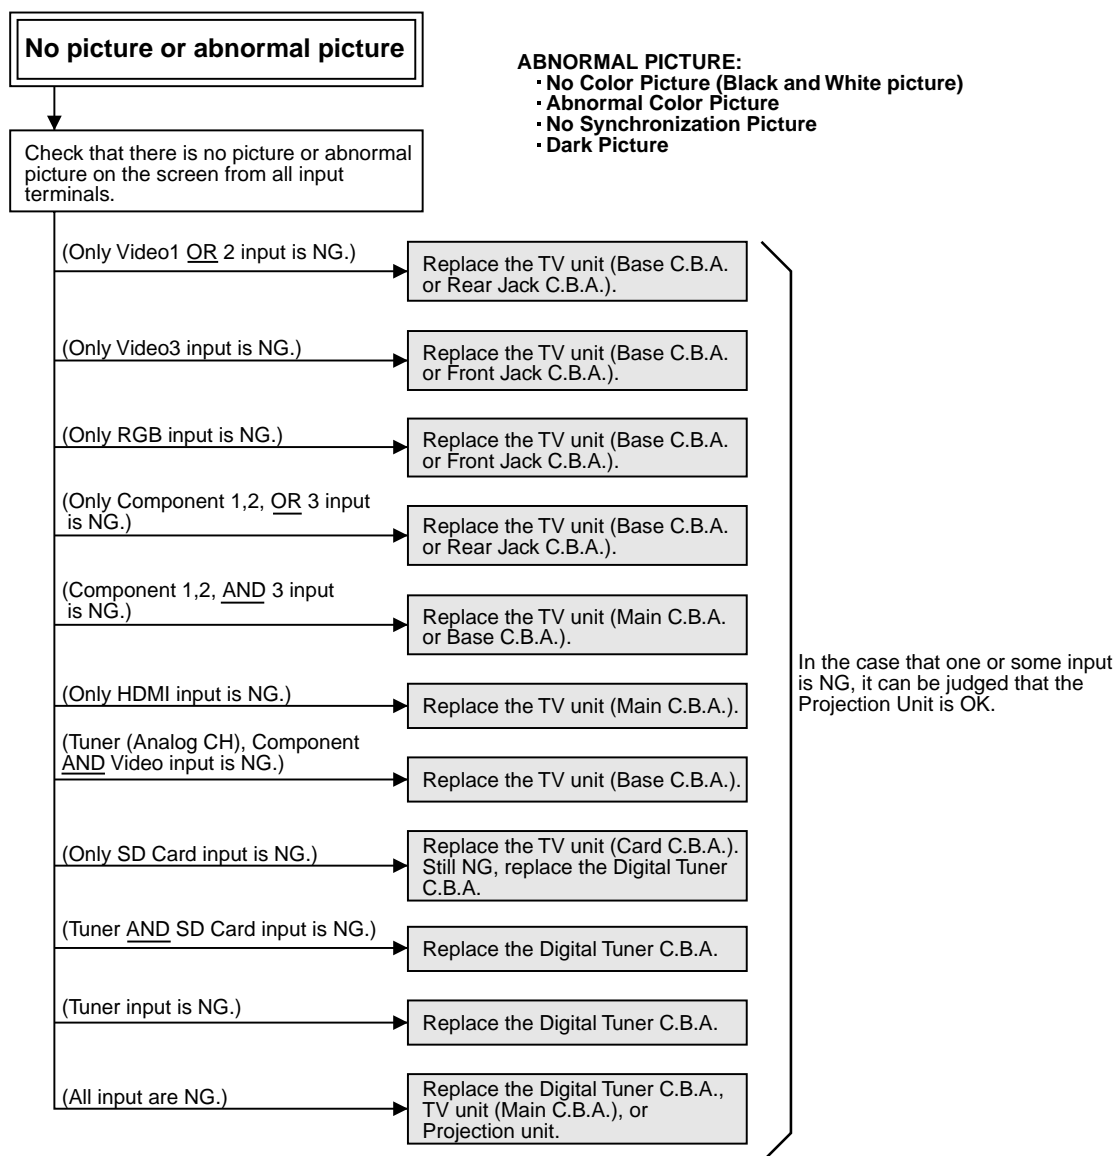 No picture or abnormal picture
ABNORMAL PICTURE:
· No Color Picture (Black and White picture)
· Abnormal Color Picture
· No Synchronization Picture
· Dark Picture
Check that there is no picture or abnormal
picture on the screen from all input
terminals.
(Only Video1 OR 2 input is NG.)
Replace the TV unit (Base C.B.A.
or Rear Jack C.B.A.).
(Only Video3 input is NG.)
Replace the TV unit (Base C.B.A.
or Front Jack C.B.A.).
(Only RGB input is NG.)
Replace the TV unit (Base C.B.A.
or Front Jack C.B.A.).
(Only Component 1,2, OR 3 input
is NG.)
Replace the TV unit (Base C.B.A.
or Rear Jack C.B.A.).
(Component 1,2, AND 3 input
is NG.)
Replace the TV unit (Main C.B.A.
or Base C.B.A.).
(Only HDMI input is NG.)
Replace the TV unit (Main C.B.A.).
(Tuner (Analog CH), Component
AND Video input is NG.)
Replace the TV unit (Base C.B.A.).
(Only SD Card input is NG.)
Replace the TV unit (Card C.B.A.).
Still NG, replace the Digital Tuner
C.B.A.
(Tuner AND SD Card input is NG.)
Replace the Digital Tuner C.B.A.
(Tuner input is NG.)
Replace the Digital Tuner C.B.A.
(All input are NG.)
Replace the Digital Tuner C.B.A.,
TV unit (Main C.B.A.), or
Projection unit.
In the case that one or some input
is NG, it can be judged that the
Projection Unit is OK.